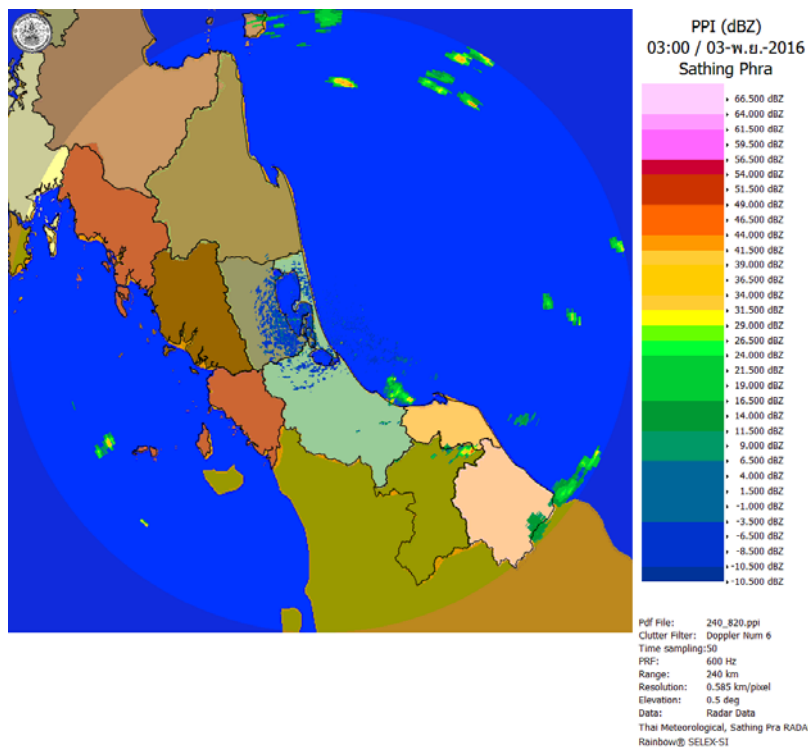 PPI (dBZ)
03:00 / 03-พ.ย.-2016
Sathing Phra
66.500 dBZ
64.000 dBZ
61.500 dBZ
59.500 dBZ
56.500 dBZ
54.000 dBZ
51.500 dBZ
49.000 dBZ
46.500 dBZ
44.000 dBZ
41.500 dBZ
39.000 dBZ
36.500 dBZ
34.000 dBZ
31.500 dBZ
29.000 dBZ
26.500 dBZ
24.000 dBZ
21.500 dBZ
19.000 dBZ
16.500 dBZ
14.000 dBZ
11.500 dBZ
9.000 dBZ
6.500 dBZ
4.000 dBZ
1.500 dBZ
-1.000 dBZ
-3.500 dBZ
-6.500 dBZ
-8.500 dBZ
-10.500 dBZ
-10.500 dBZ
Pdf File: 240_820.ppi
Clutter Filter: Doppler Num 6
Time sampling:50
PRF: 600 Hz
Range: 240 km
Resolution: 0.585 km/pixel
Elevation: 0.5 deg
Data: Radar Data
Thai Meteorological, Sathing Pra RADA
Rainbow® SELEX-SI